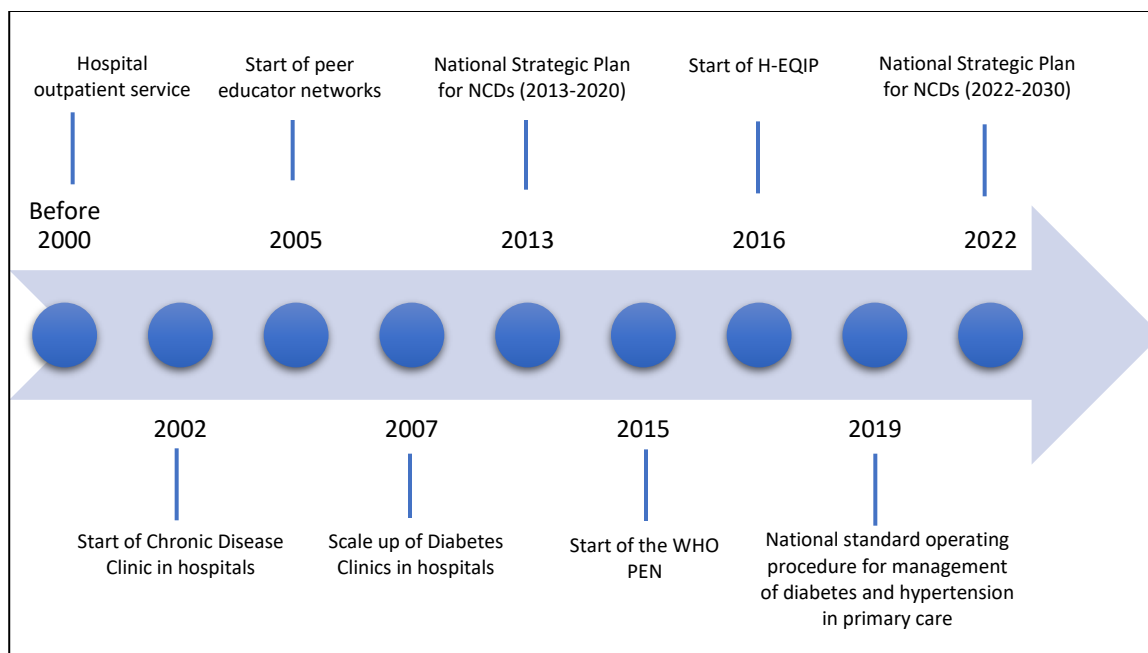 Hospital
outpatient service
Start of peer
educator networks
National Strategic Plan
for NCDs (2013-2020)
Start of H-EQIP
National Strategic Plan
for NCDs (2022-2030)
Before
2000
2005
2013
2016
2022
2002
2007
2015
2019
Start of Chronic Disease
Clinic in hospitals
Scale up of Diabetes
Clinics in hospitals
Start of the WHO
PEN
National standard operating
procedure for management
of diabetes and hypertension
in primary care